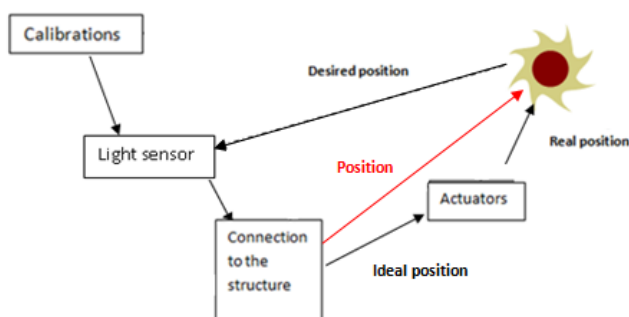 Calibrations
Desired position
Light sensor
Real position
Position
Actuators
Connection
to the
structure
Ideal position